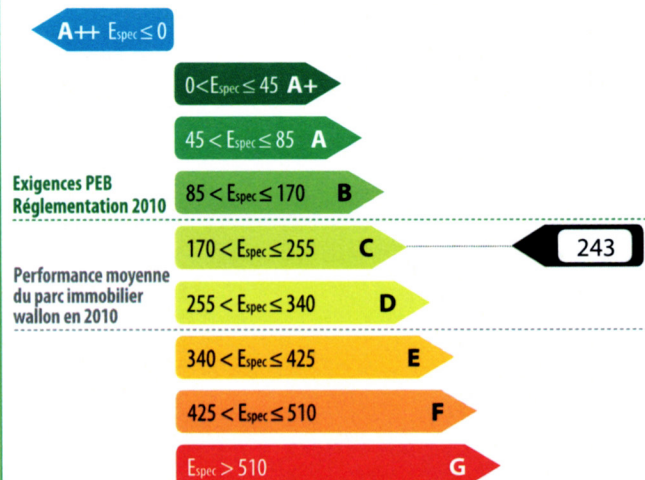 A++ Espec ≤ 0
0 < Espec ≤ 45 A+
45 < Espec ≤ 85 A
Exigences PEB
Réglementation 2010
85 < Espec ≤ 170 B
170 < Espec ≤ 255 C
243
Performance moyenne
du parc immobilier
wallon en 2010
255 < Espec ≤ 340 D
340 < Espec ≤ 425 E
425 < Espec ≤ 510 F
Espec > 510 G